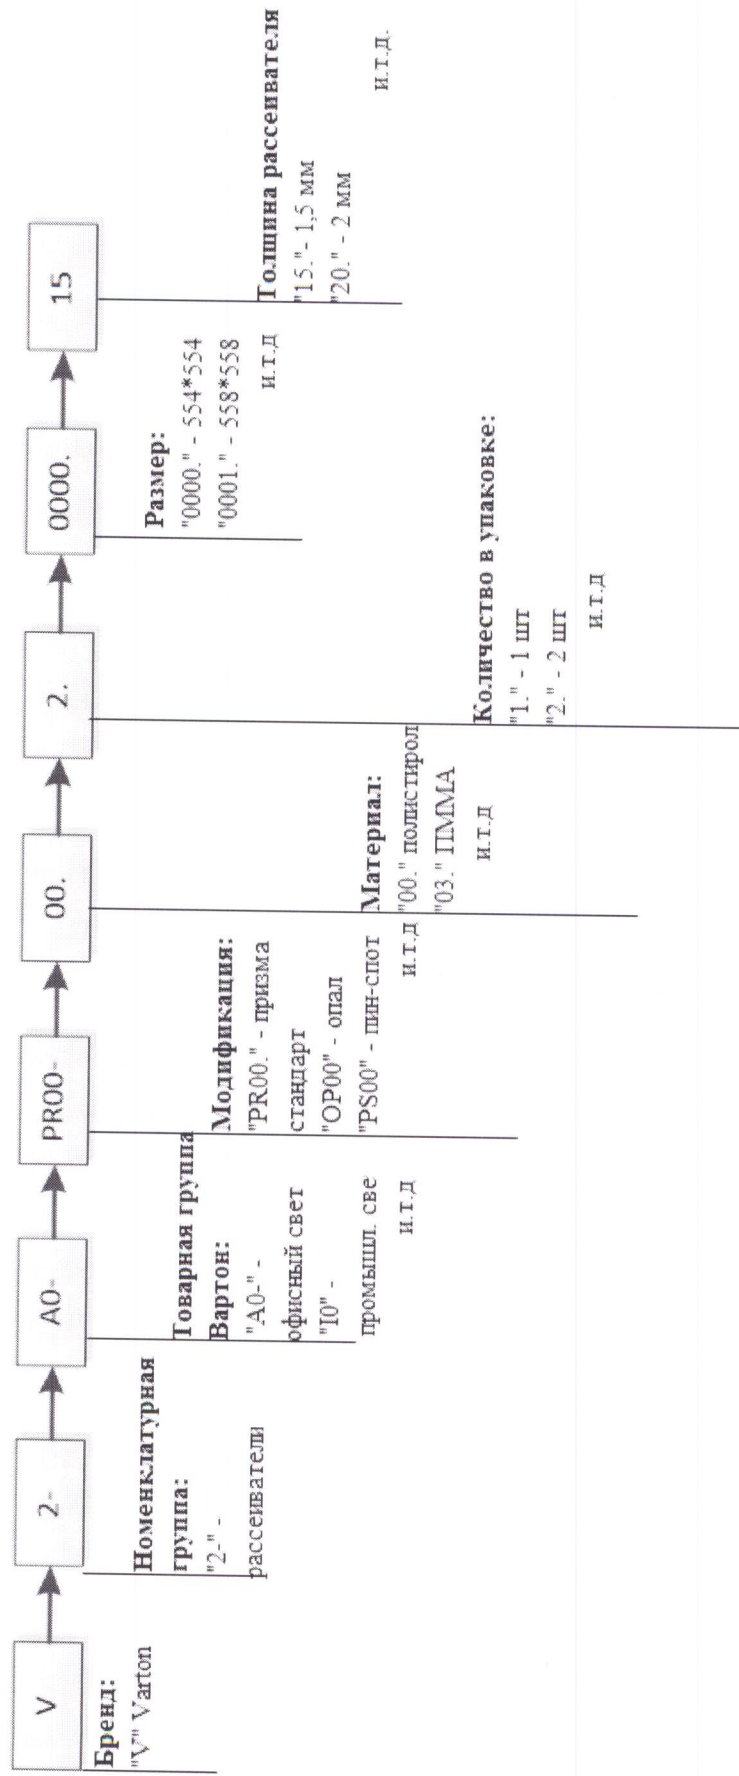 V
2-
A0-
PR00-
00.
2.
0000.
15
Бренд:
"V" Varton
Номенклатурная
группа:
"2-" -
рассеиватели
Товарная группа
Вартон:
"A0-" -
офисный свет
"I0" -
промышл. све
и.т.д
Модификация:
"PR00." - призма
стандарт
"OP00" - опал
"PS00" - пин-спот
и.т.д
Материал:
"00." полистирол
"03." ПММА
и.т.д
Количество в упаковке:
"1." - 1 шт
"2." - 2 шт
и.т.д
Размер:
"0000." - 554*554
"0001." - 558*558
и.т.д
Толщина рассеивателя
"15."- 1,5 мм
"20." - 2 мм
и.т.д.